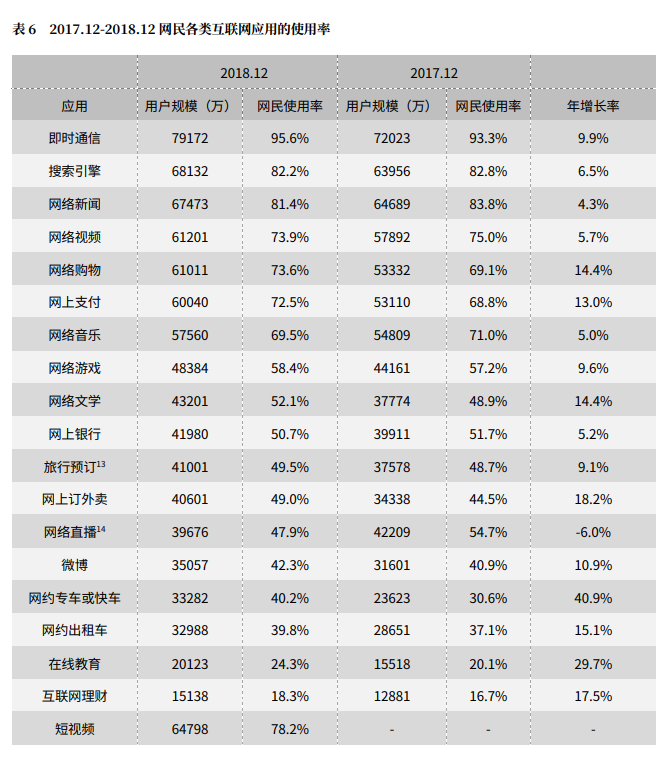 表 6 2017.12-2018.12 网民各类互联网应用的使用率
2018.12 2017.12
应用 用户规模（万） 网民使用率 用户规模（万） 网民使用率 年增长率
即时通信 79172 95.6% 72023 93.3% 9.9%
搜索引擎 68132 82.2% 63956 82.8% 6.5%
网络新闻 67473 81.4% 64689 83.8% 4.3%
网络视频 61201 73.9% 57892 75.0% 5.7%
网络购物 61011 73.6% 53332 69.1% 14.4%
网上支付 60040 72.5% 53110 68.8% 13.0%
网络音乐 57560 69.5% 54809 71.0% 5.0%
网络游戏 48384 58.4% 44161 57.2% 9.6%
网络文学 43201 52.1% 37774 48.9% 14.4%
网上银行 41980 50.7% 39911 51.7% 5.2%
旅行预订13 41001 49.5% 37578 48.7% 9.1%
网上订外卖 40601 49.0% 34338 44.5% 18.2%
网络直播14 39676 47.9% 42209 54.7% -6.0%
微博 35057 42.3% 31601 40.9% 10.9%
网约专车或快车 33282 40.2% 23623 30.6% 40.9%
网约出租车 32988 39.8% 28651 37.1% 15.1%
在线教育 20123 24.3% 15518 20.1% 29.7%
互联网理财 15138 18.3% 12881 16.7% 17.5%
短视频 64798 78.2% - - -